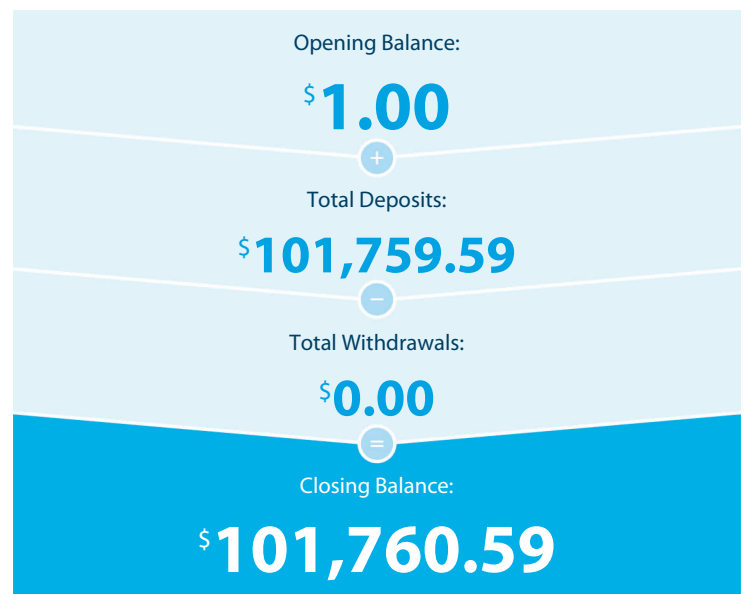 Opening Balance:
$1.00
+
Total Deposits:
$101,759.59
−
Total Withdrawals:
$0.00
=
Closing Balance:
$101,760.59